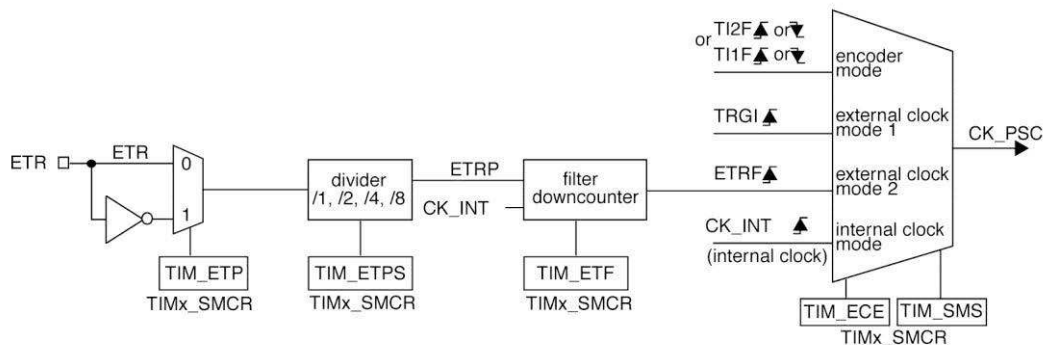 or TI2F or
TI1F or
encoder
mode
TRGI
external clock
mode 1
CK_PSC
ETR
ETR
0
1
divider
/1, /2, /4, /8
ETRP
CK_INT
filter
downcounter
ETRF
external clock
mode 2
CK_INT
(internal clock)
internal clock
mode
TIM_ETP
TIMx_SMCR
TIM_ETPS
TIMx_SMCR
TIM_ETF
TIMx_SMCR
TIM_ECE
TIM_SMS
TIMx_SMCR